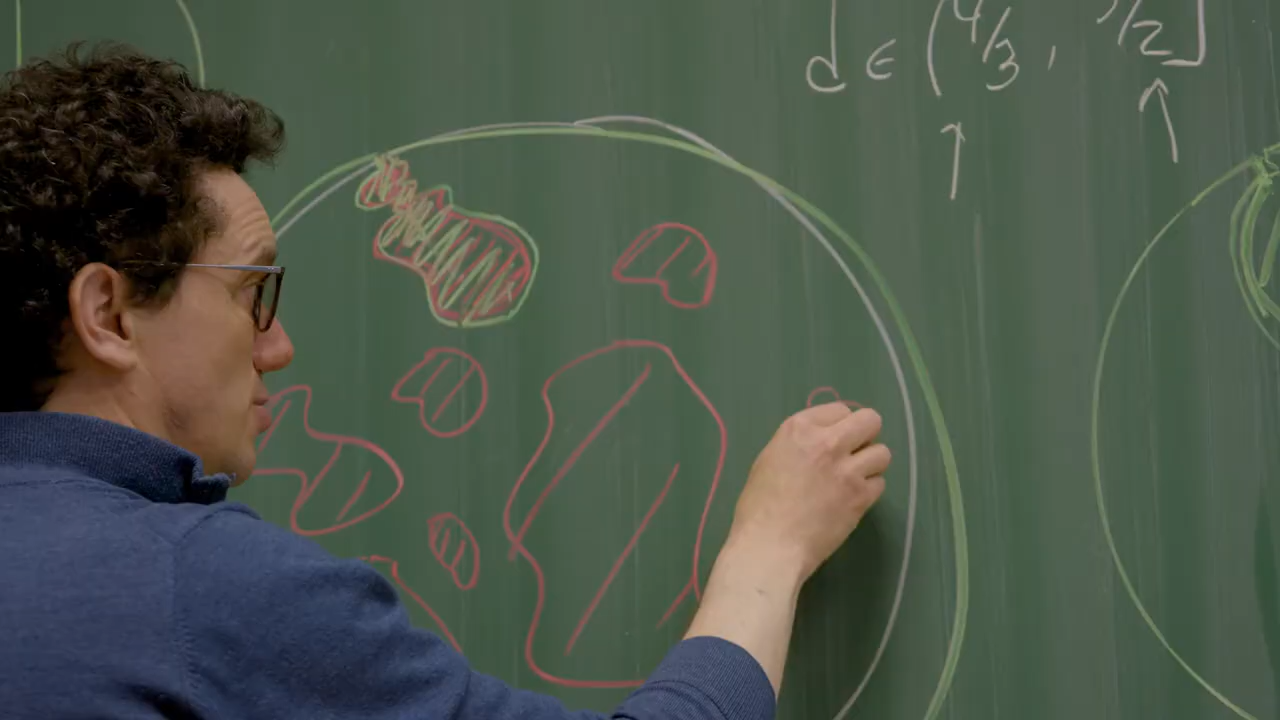 d ∈ (4/3, 3/2]